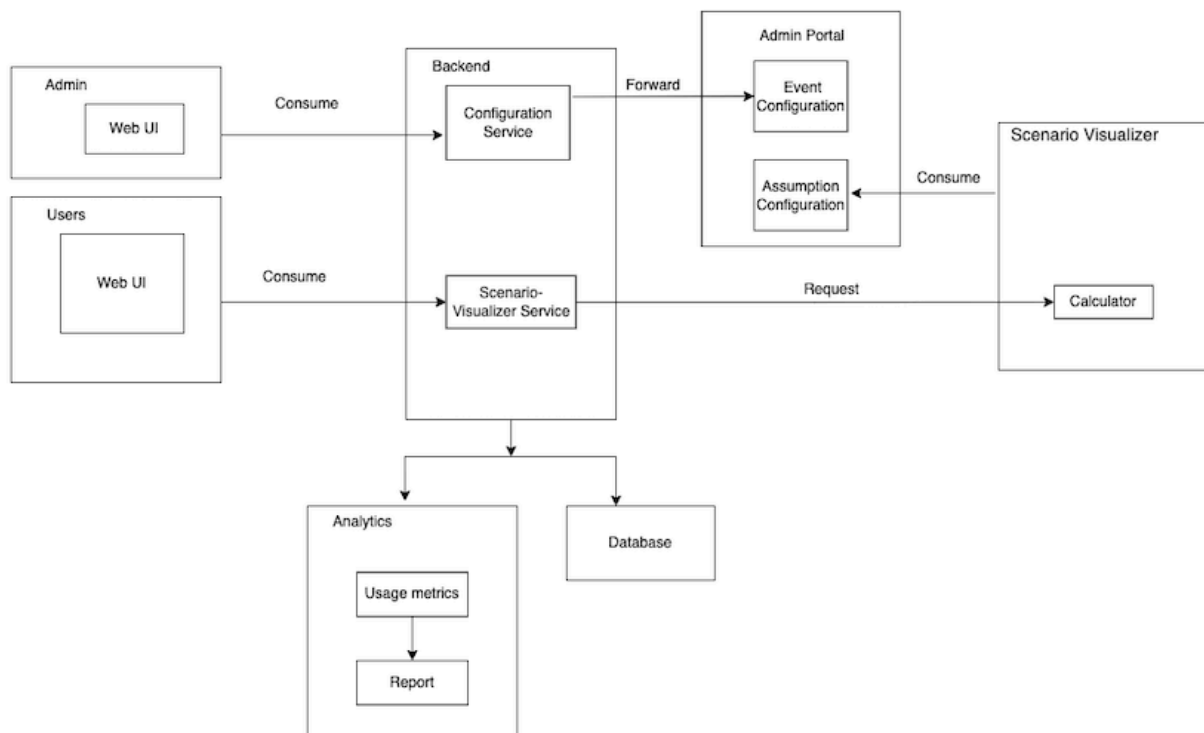 Admin
Web UI
Consume
Users
Web UI
Consume
Backend
Configuration
Service
Scenario-
Visualizer Service
Forward
Admin Portal
Event
Configuration
Assumption
Configuration
Consume
Request
Scenario Visualizer
Calculator
Analytics
Usage metrics
Report
Database